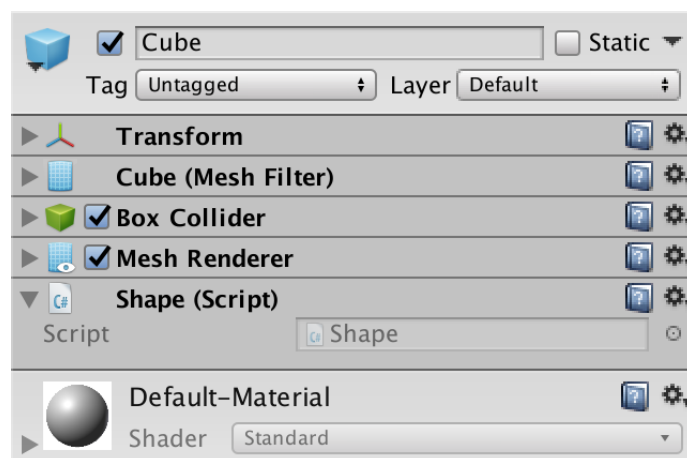 Cube
Static
Tag Untagged Layer Default
Transform
Cube (Mesh Filter)
Box Collider
Mesh Renderer
C# Shape (Script)
Script C# Shape
Default-Material
Shader Standard